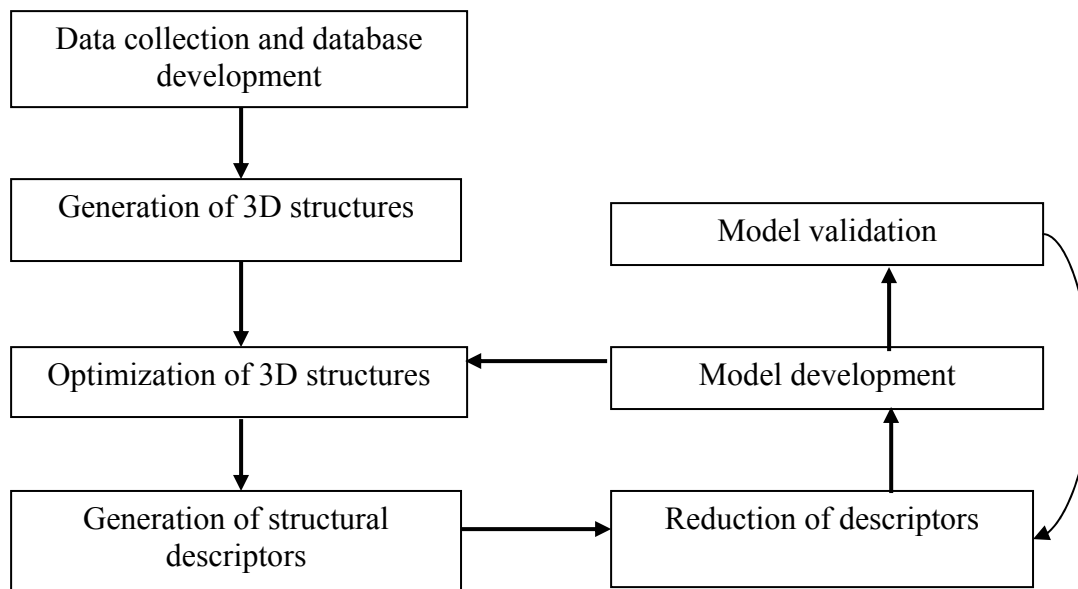 Data collection and database
development
Generation of 3D structures
Optimization of 3D structures
Generation of structural
descriptors
Model validation
Model development
Reduction of descriptors